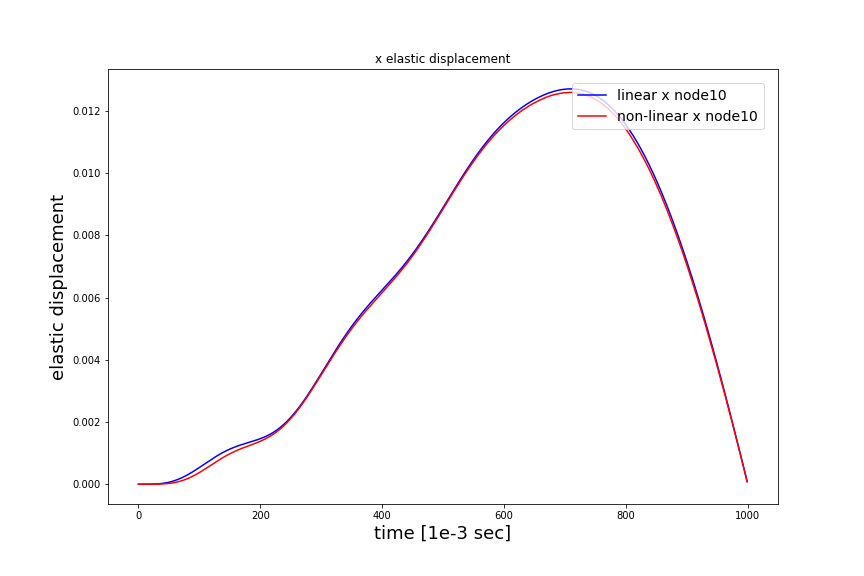 x elastic displacement
linear x node10
non-linear x node10
elastic displacement
0.012
0.010
0.008
0.006
0.004
0.002
0.000
0 200 400 600 800 1000
time [1e-3 sec]